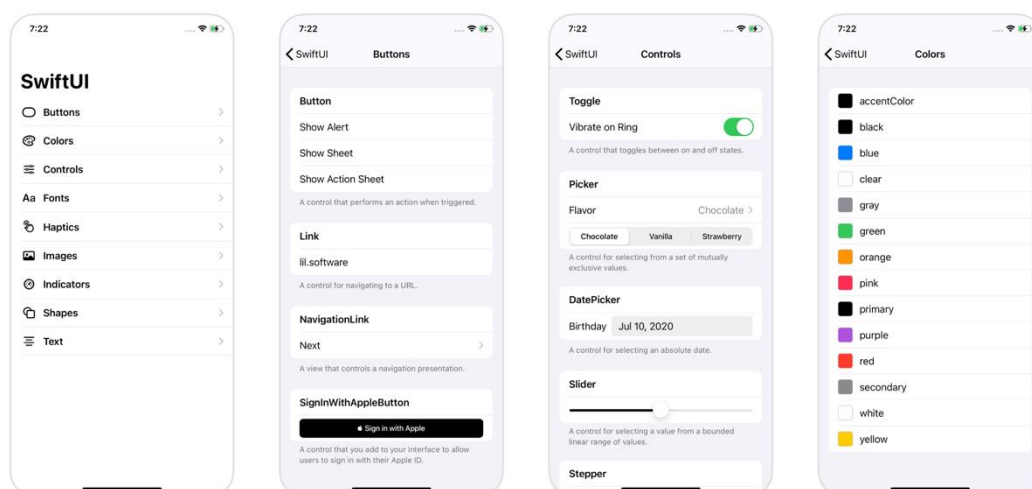 7:22
SwiftUI
Buttons
Colors
Controls
Aa Fonts
Haptics
Images
Indicators
Shapes
Text
7:22
SwiftUI Buttons
Button
Show Alert
Show Sheet
Show Action Sheet
A control that performs an action when triggered.
Link
lil.software
A control for navigating to a URL.
NavigationLink
Next
A view that controls a navigation presentation.
SignInWithAppleButton
Sign in with Apple
A control that you add to your interface to allow
users to sign in with their Apple ID.
7:22
SwiftUI Controls
Toggle
Vibrate on Ring
A control that toggles between on and off states.
Picker
Flavor Chocolate
Chocolate Vanilla Strawberry
A control for selecting from a set of mutually
exclusive values.
DatePicker
Birthday Jul 10, 2020
A control for selecting an absolute date.
Slider
A control for selecting a value from a bounded
linear range of values.
Stepper
7:22
SwiftUI Colors
accentColor
black
blue
clear
gray
green
orange
pink
primary
purple
red
secondary
white
yellow